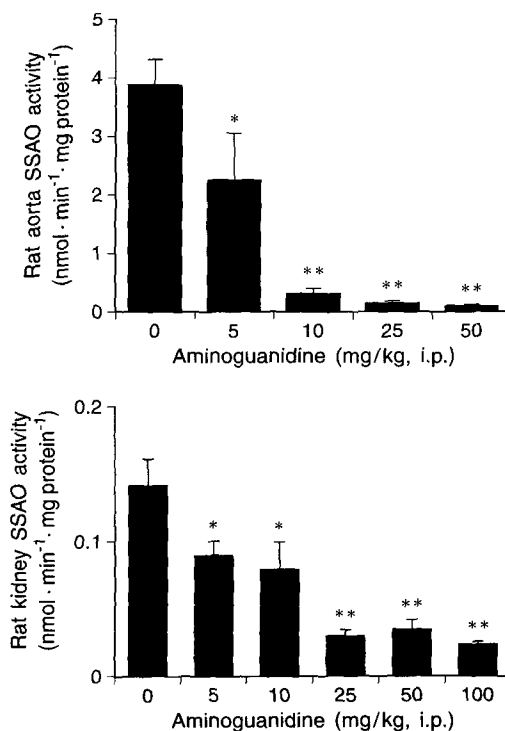 Rat aorta SSAO activity
(nmol · min⁻¹ · mg protein⁻¹)
5
4
3
2
1
0
*
**
**
**
0 5 10 25 50
Aminoguanidine (mg/kg, i.p.)
Rat kidney SSAO activity
(nmol · min⁻¹ · mg protein⁻¹)
0.2
0.1
0
*
*
**
**
**
0 5 10 25 50 100
Aminoguanidine (mg/kg, i.p.)